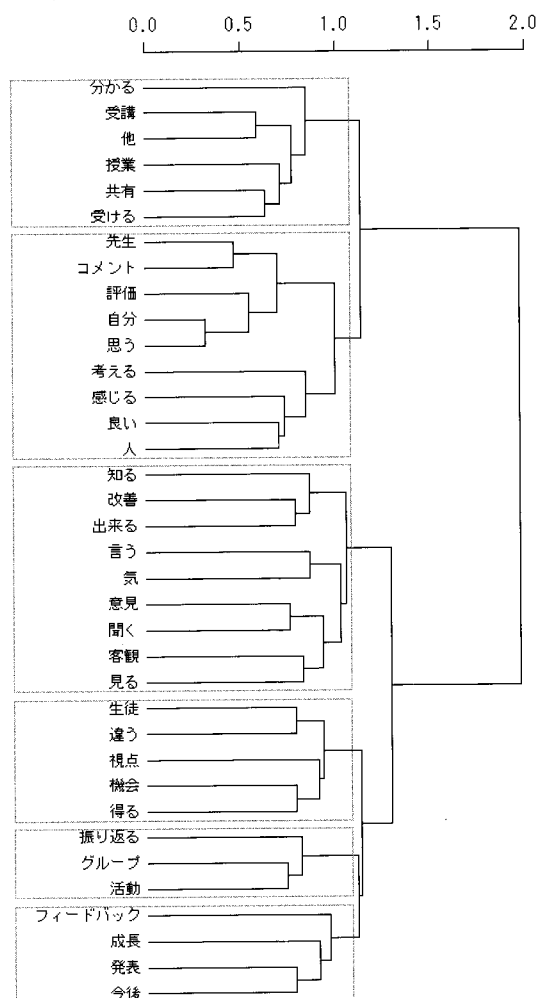 0.0 0.5 1.0 1.5 2.0
分かる
受講
他
授業
共有
受ける
先生
コメント
評価
自分
思う
考える
感じる
良い
人
知る
改善
出来る
言う
気
意見
聞く
客観
見る
生徒
違う
視点
機会
得る
振り返る
グループ
活動
フィードバック
成長
発表
今後